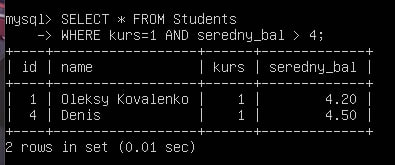 mysql> SELECT * FROM Students
    -> WHERE kurs=1 AND seredny_bal > 4;
+----+------------------+------+-------------+
| id | name             | kurs | seredny_bal |
+----+------------------+------+-------------+
|  1 | Oleksy Kovalenko |    1 |        4.20 |
|  4 | Denis            |    1 |        4.50 |
+----+------------------+------+-------------+
2 rows in set (0.01 sec)